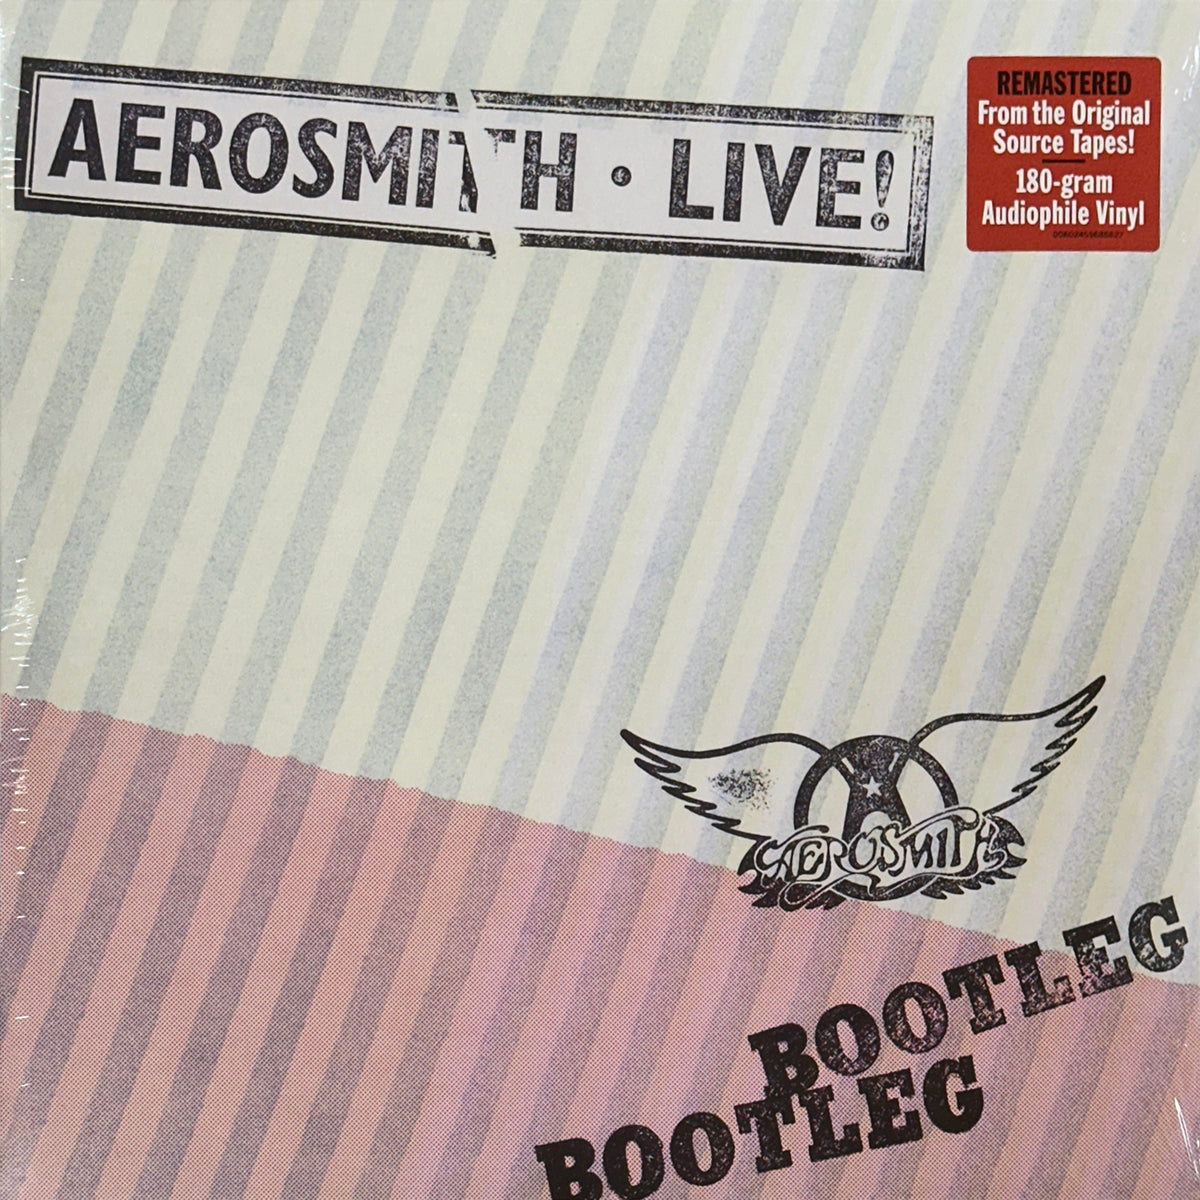 AEROSMITH · LIVE!
REMASTERED
From the Original
Source Tapes!
180-gram
Audiophile Vinyl
AEROSMITH
BOOTLEG
BOOTLEG